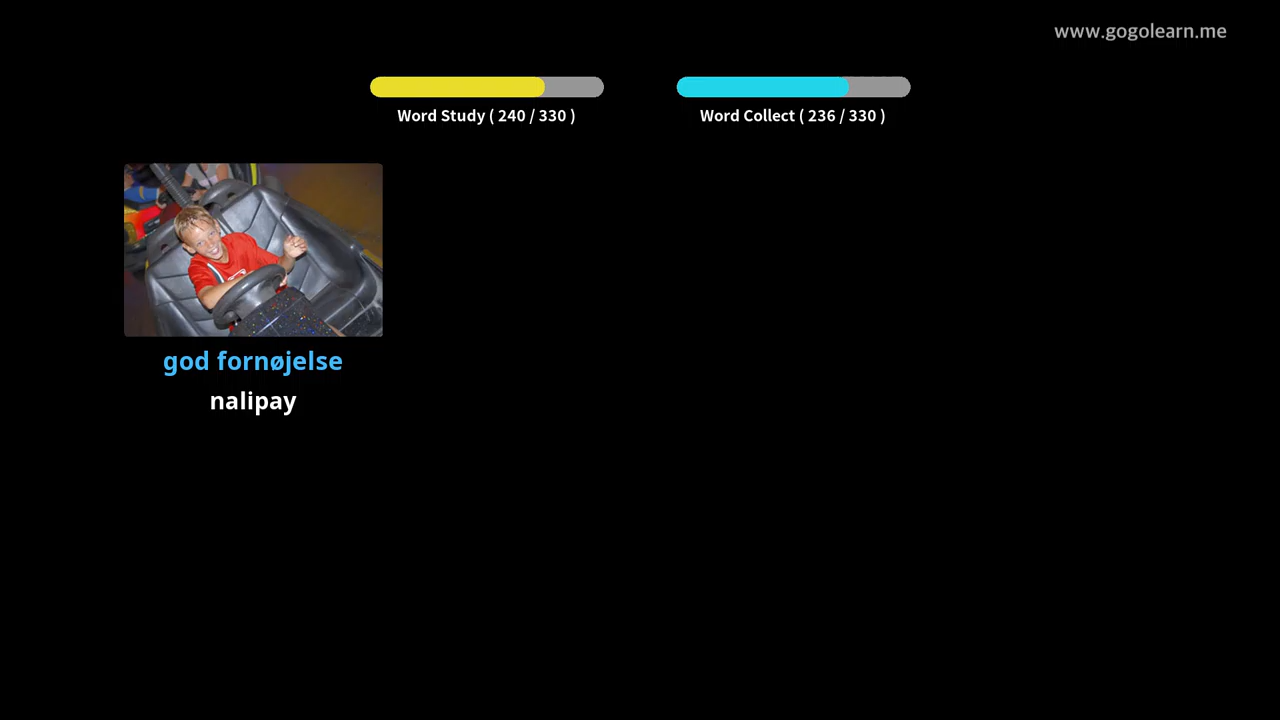 www.gogolearn.me
Word Study ( 240 / 330 )
Word Collect ( 236 / 330 )
god fornøjelse
nalipay